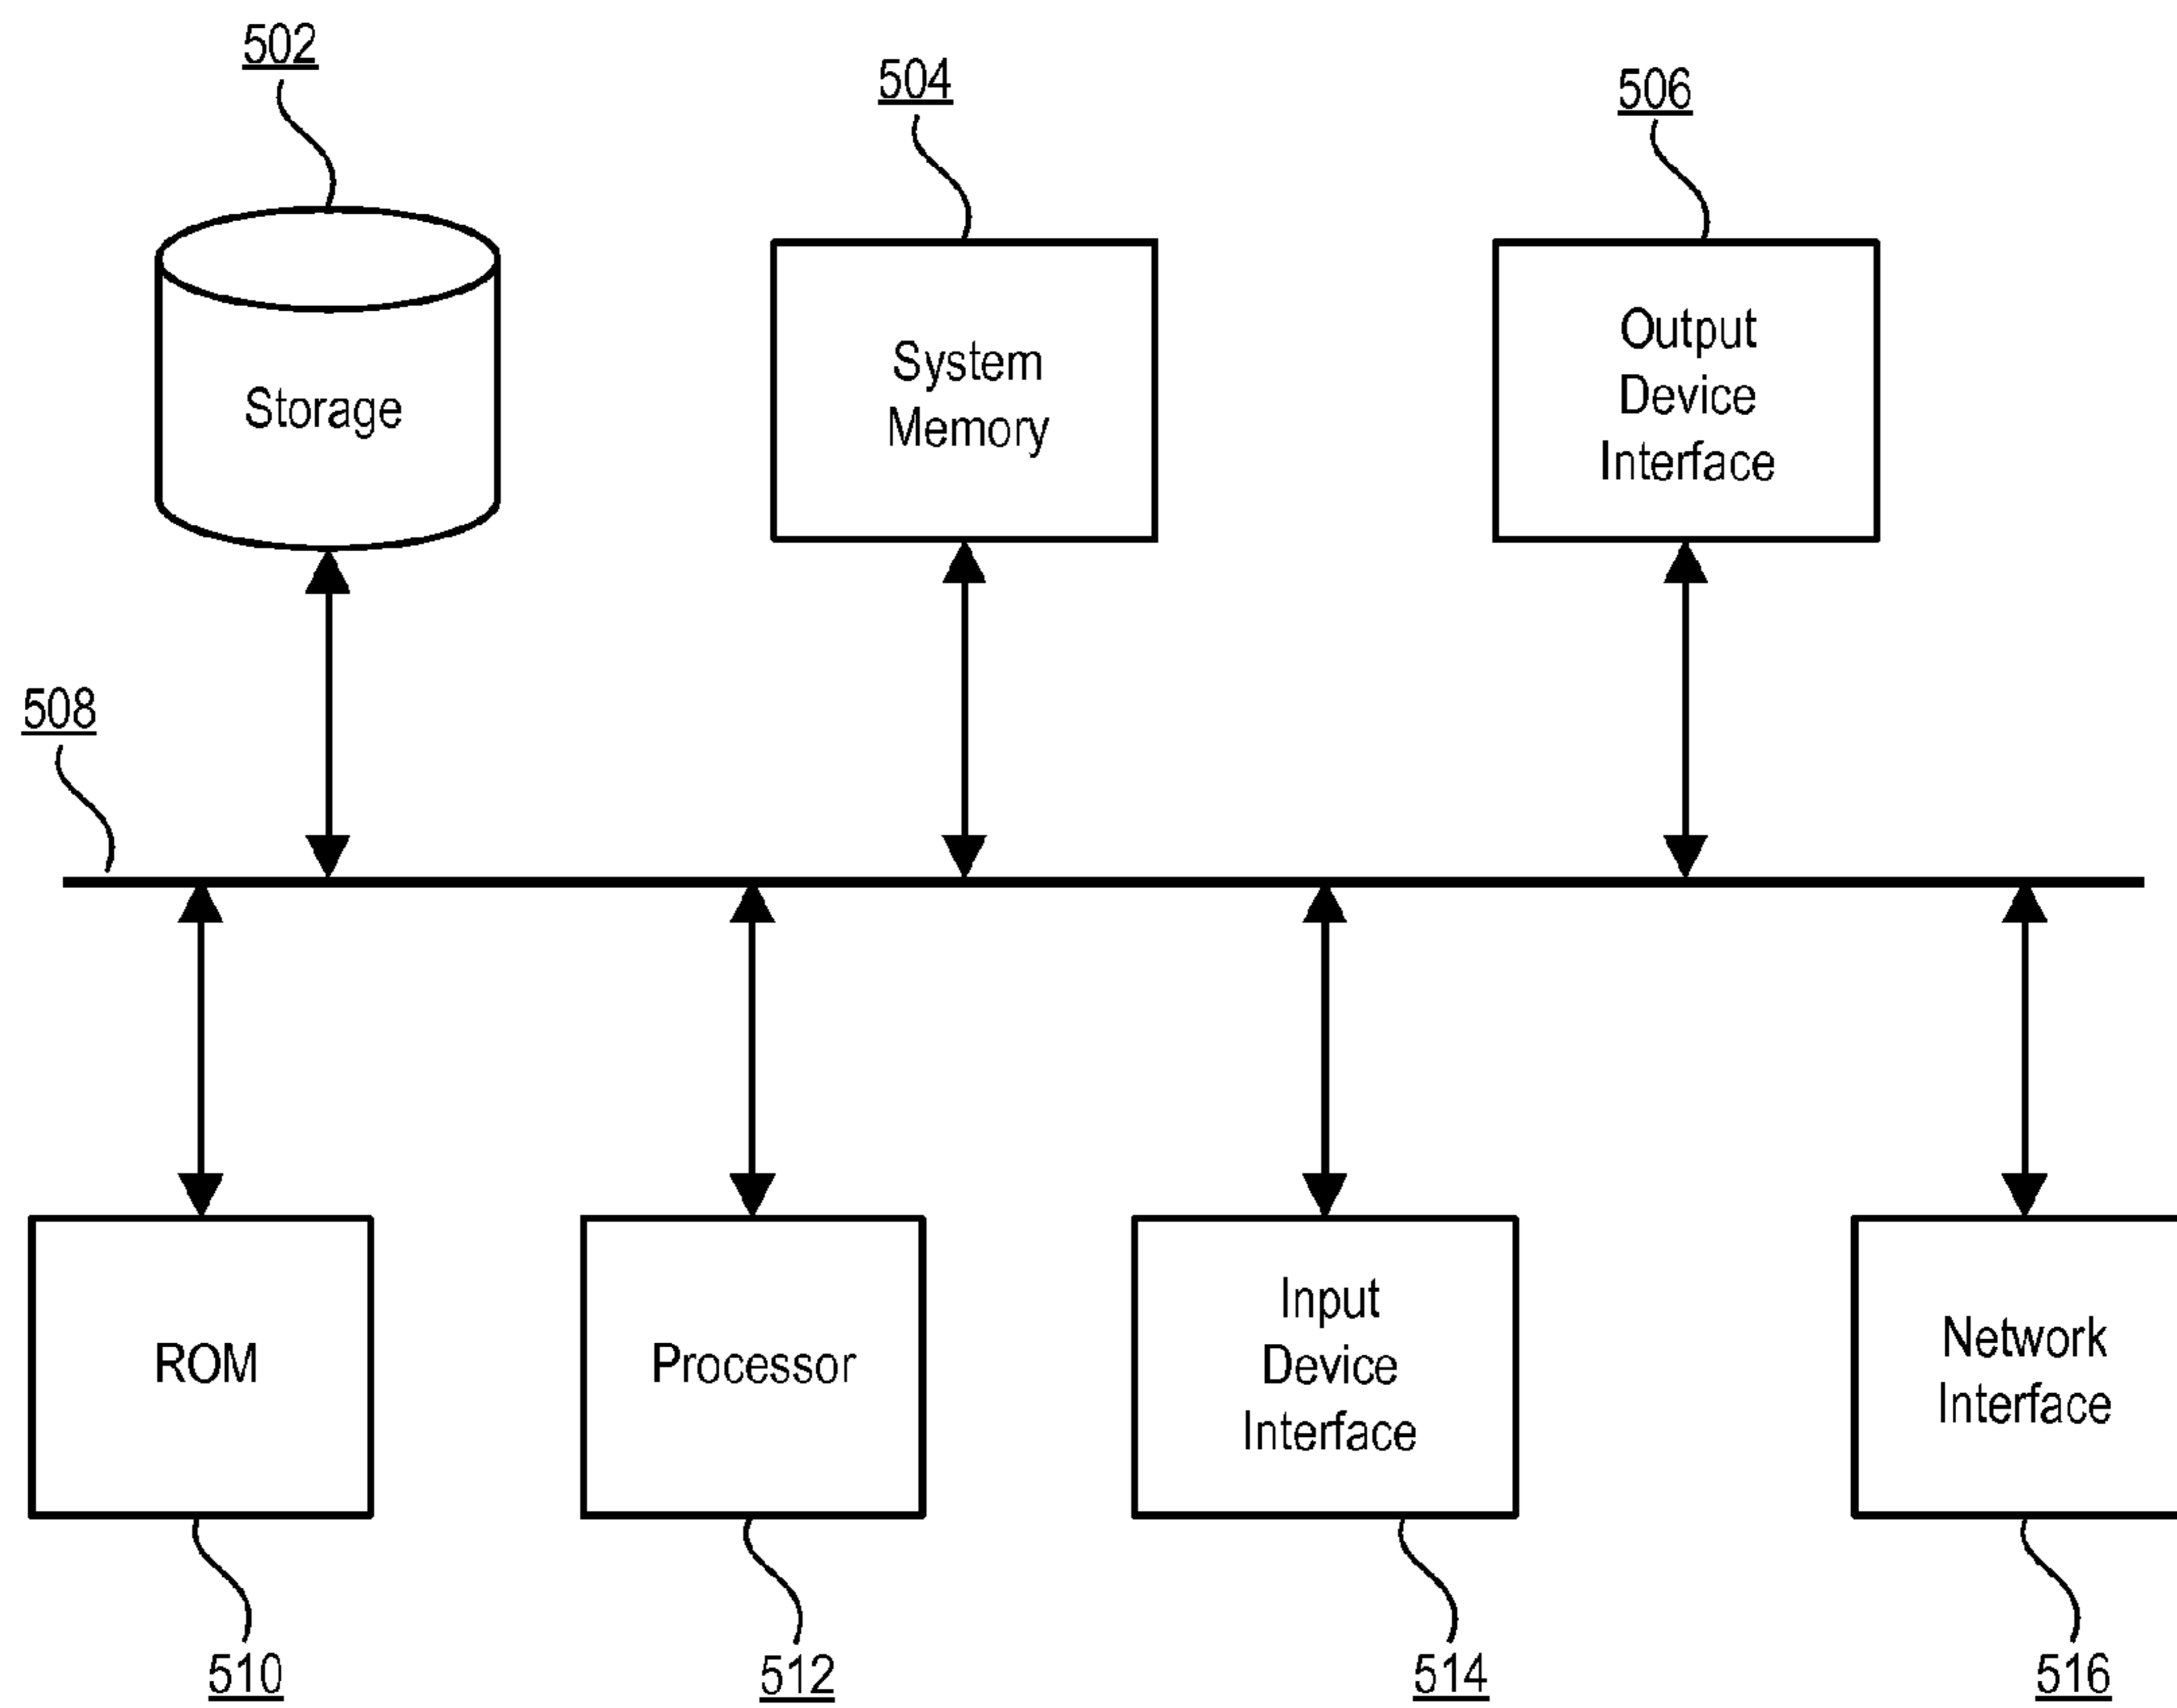 502
504
506
Storage
System
Memory
Output
Device
Interface
508
ROM
Processor
Input
Device
Interface
Network
Interface
510
512
514
516